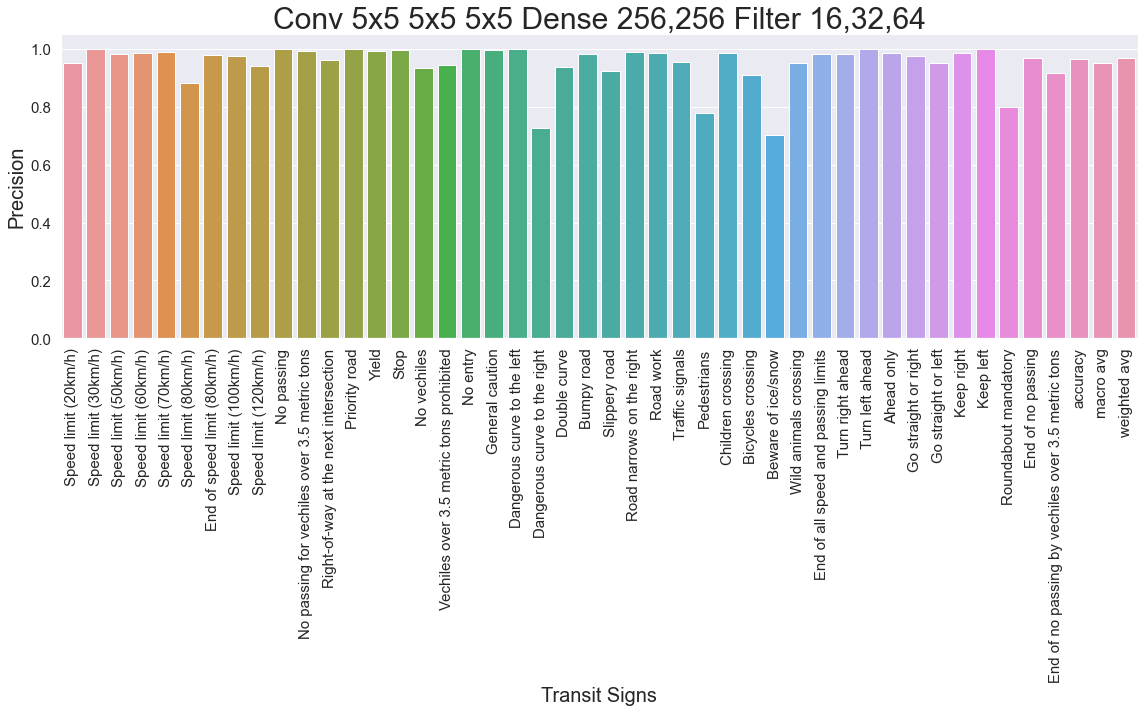 Conv 5x5 5x5 5x5 Dense 256,256 Filter 16,32,64
Precision
1.0
0.8
0.6
0.4
0.2
0.0
Speed limit (20km/h)
Speed limit (30km/h)
Speed limit (50km/h)
Speed limit (60km/h)
Speed limit (70km/h)
Speed limit (80km/h)
End of speed limit (80km/h)
Speed limit (100km/h)
Speed limit (120km/h)
No passing
No passing for vechiles over 3.5 metric tons
Right-of-way at the next intersection
Priority road
Yield
Stop
No vechiles
Vechiles over 3.5 metric tons prohibited
No entry
General caution
Dangerous curve to the left
Dangerous curve to the right
Double curve
Bumpy road
Slippery road
Road narrows on the right
Road work
Traffic signals
Pedestrians
Children crossing
Bicycles crossing
Beware of ice/snow
Wild animals crossing
End of all speed and passing limits
Turn right ahead
Turn left ahead
Ahead only
Go straight or right
Go straight or left
Keep right
Keep left
Roundabout mandatory
End of no passing
End of no passing by vechiles over 3.5 metric tons
accuracy
macro avg
weighted avg
Transit Signs